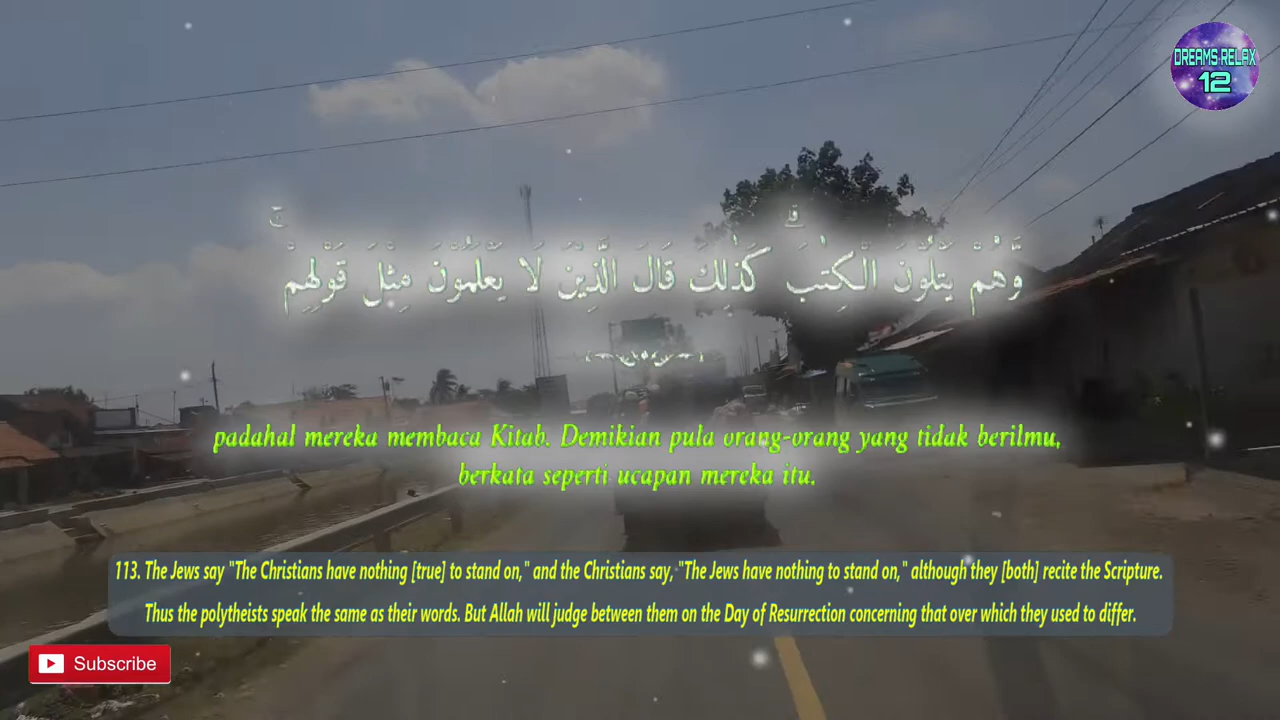 DREAMS RELAX
12
وَّهُمْ يَتْلُوْنَ الْكِتٰبَۗ كَذٰلِكَ قَالَ الَّذِيْنَ لَا يَعْلَمُوْنَ مِثْلَ قَوْلِهِمْۚ
padahal mereka membaca Kitab. Demikian pula orang-orang yang tidak berilmu,
berkata seperti ucapan mereka itu.
113. The Jews say "The Christians have nothing [true] to stand on," and the Christians say, "The Jews have nothing to stand on," although they [both] recite the Scripture.
Thus the polytheists speak the same as their words. But Allah will judge between them on the Day of Resurrection concerning that over which they used to differ.
Subscribe